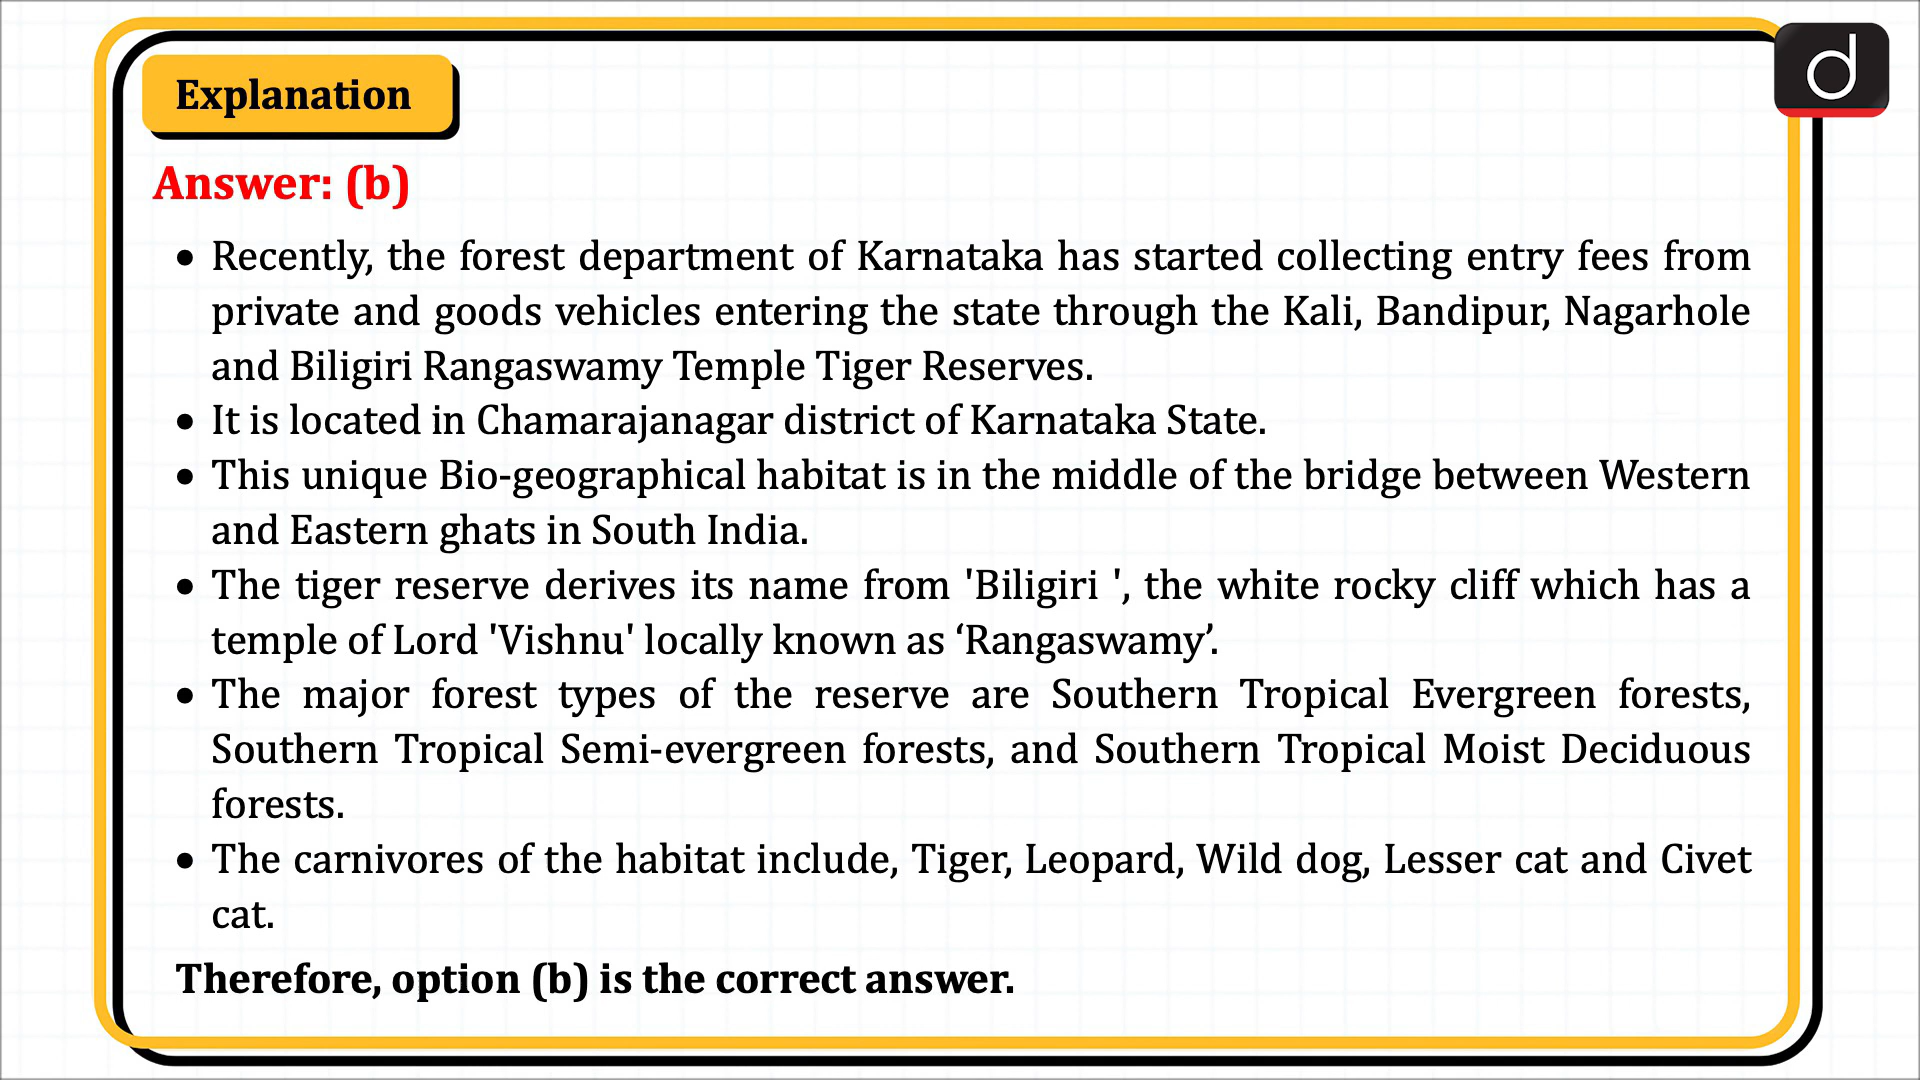 Explanation
d
Answer: (b)
• Recently, the forest department of Karnataka has started collecting entry fees from
private and goods vehicles entering the state through the Kali, Bandipur, Nagarhole
and Biligiri Rangaswamy Temple Tiger Reserves.
• It is located in Chamarajanagar district of Karnataka State.
• This unique Bio-geographical habitat is in the middle of the bridge between Western
and Eastern ghats in South India.
• The tiger reserve derives its name from 'Biligiri ', the white rocky cliff which has a
temple of Lord 'Vishnu' locally known as ‘Rangaswamy’.
• The major forest types of the reserve are Southern Tropical Evergreen forests,
Southern Tropical Semi-evergreen forests, and Southern Tropical Moist Deciduous
forests.
• The carnivores of the habitat include, Tiger, Leopard, Wild dog, Lesser cat and Civet
cat.
Therefore, option (b) is the correct answer.